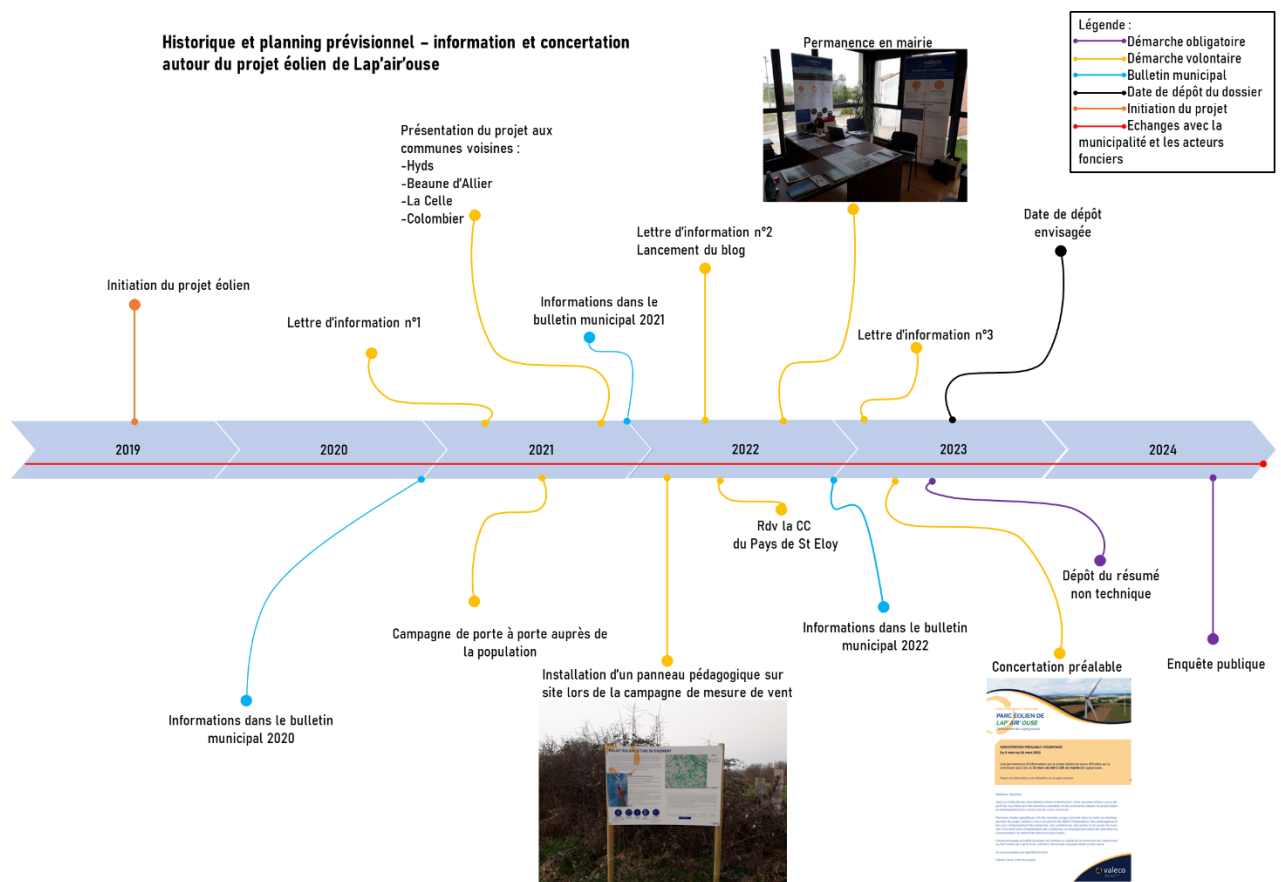 Historique et planning prévisionnel – information et concertation
autour du projet éolien de Lap'air'ouse
Légende :
Démarche obligatoire
Démarche volontaire
Bulletin municipal
Date de dépôt du dossier
Initiation du projet
Echanges avec la
municipalité et les acteurs
fonciers
Permanence en mairie
valeco
Présentation du projet aux
communes voisines :
-Hyds
-Beaune d'Allier
-La Celle
-Colombier
Lettre d'information n°2
Lancement du blog
Date de dépôt
envisagée
Initiation du projet éolien
Informations dans le
bulletin municipal 2021
Lettre d'information n°1
Lettre d'information n°3
2019
2020
2021
2022
2023
2024
Rdv la CC
du Pays de St Eloy
Dépôt du résumé
non technique
Campagne de porte à porte auprès de
la population
Informations dans le bulletin
municipal 2022
Concertation préalable
Enquête publique
Installation d'un panneau pédagogique sur
site lors de la campagne de mesure de vent
Informations dans le bulletin
municipal 2020
PARC ÉOLIEN DE
LAP'AIR'OUSE
CONCERTATION PRÉALABLE VOLONTAIRE
valeco